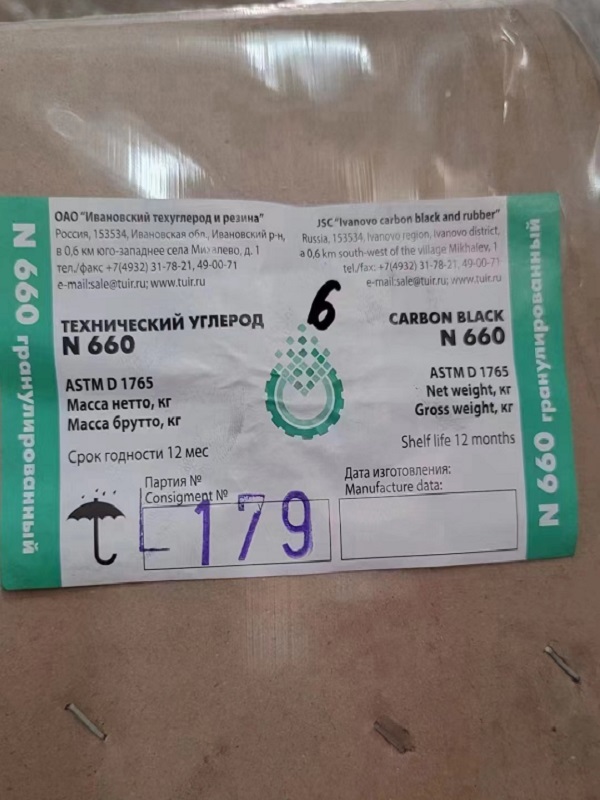 N 660 гранулированный
ОАО "Ивановский техуглерод и резина"
Россия, 153534, Ивановская обл., Ивановский р-н,
в 0,6 км юго-западнее села Михалево, д. 1
тел./факс +7(4932) 31-78-21, 49-00-71
e-mail:sale@tuir.ru; www.tuir.ru
ТЕХНИЧЕСКИЙ УГЛЕРОД
N 660
ASTM D 1765
Масса нетто, кг
Масса брутто, кг
Срок годности 12 мес
JSC "Ivanovo carbon black and rubber"
Russia, 153534, Ivanovo region, Ivanovo district,
a 0,6 km south-west of the village Mikhalev, 1
tel./fax: +7(4932) 31-78-21, 49-00-71
e-mail:sale@tuir.ru; www.tuir.ru
6
CARBON BLACK
N 660
ASTM D 1765
Net weight, кг
Gross weight, кг
Shelf life 12 months
Партия №
Consignment №
-179
Дата изготовления:
Manufacture data:
N 660 гранулированный